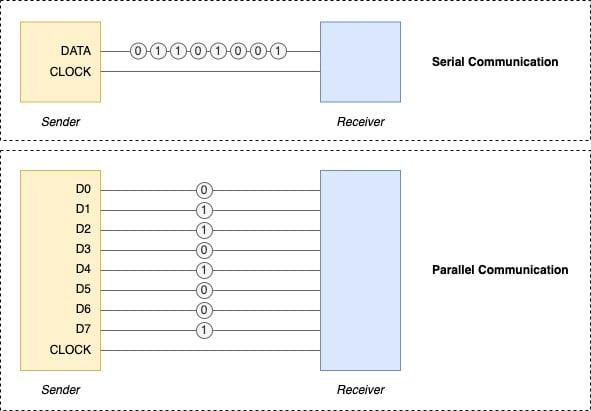 DATA 0 1 1 0 1 0 0 1
CLOCK
Serial Communication
Sender
Receiver
D0 0
D1 1
D2 1
D3 0
D4 1
D5 0
D6 0
D7 1
CLOCK
Parallel Communication
Sender
Receiver